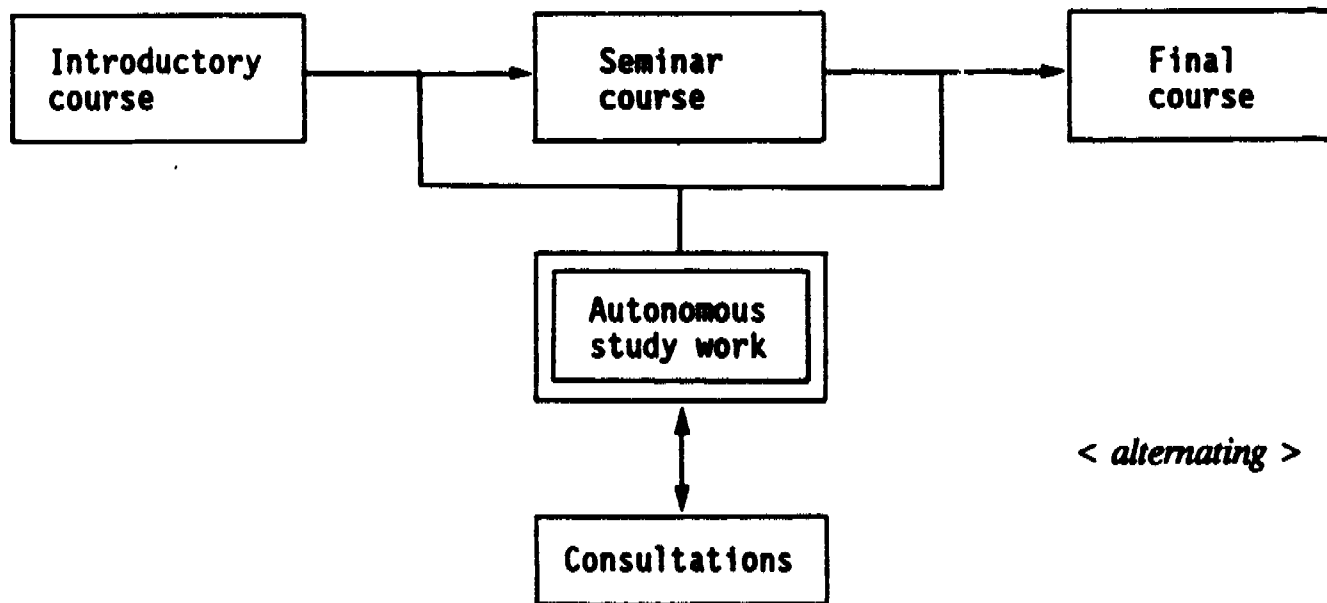 Introductory
course
Seminar
course
Final
course
Autonomous
study work
< alternating >
Consultations